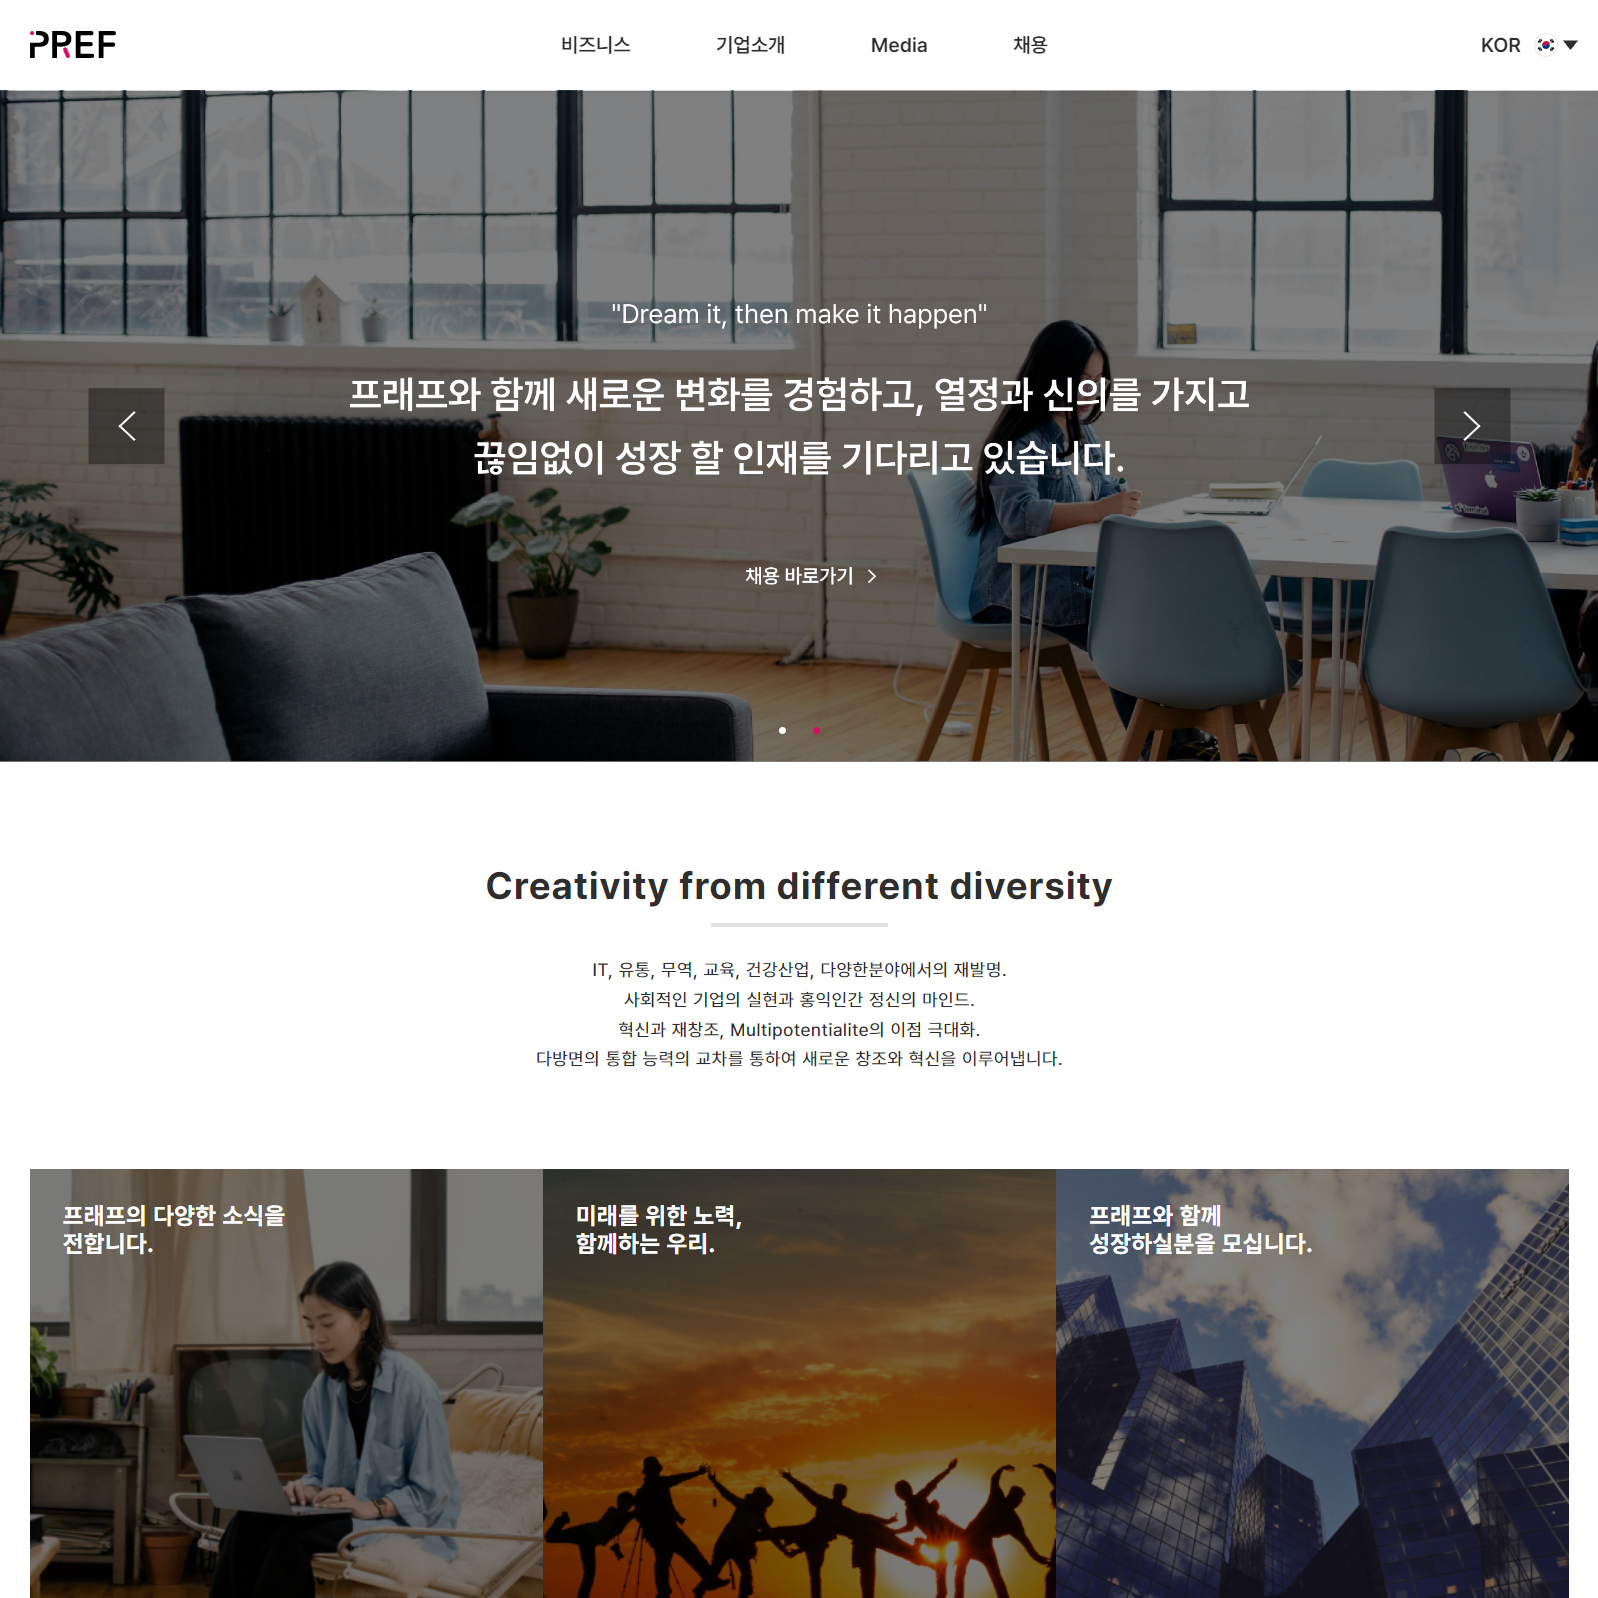 PREF
비즈니스
기업소개
Media
채용
KOR
"Dream it, then make it happen"
프래프와 함께 새로운 변화를 경험하고, 열정과 신의를 가지고
끊임없이 성장 할 인재를 기다리고 있습니다.
채용 바로가기
Creativity from different diversity
IT, 유통, 무역, 교육, 건강산업, 다양한분야에서의 재발명.
사회적인 기업의 실현과 홍익인간 정신의 마인드.
혁신과 재창조, Multipotentialite의 이점 극대화.
다방면의 통합 능력의 교차를 통하여 새로운 창조와 혁신을 이루어냅니다.
프래프의 다양한 소식을
전합니다.
미래를 위한 노력,
함께하는 우리.
프래프와 함께
성장하실분을 모십니다.